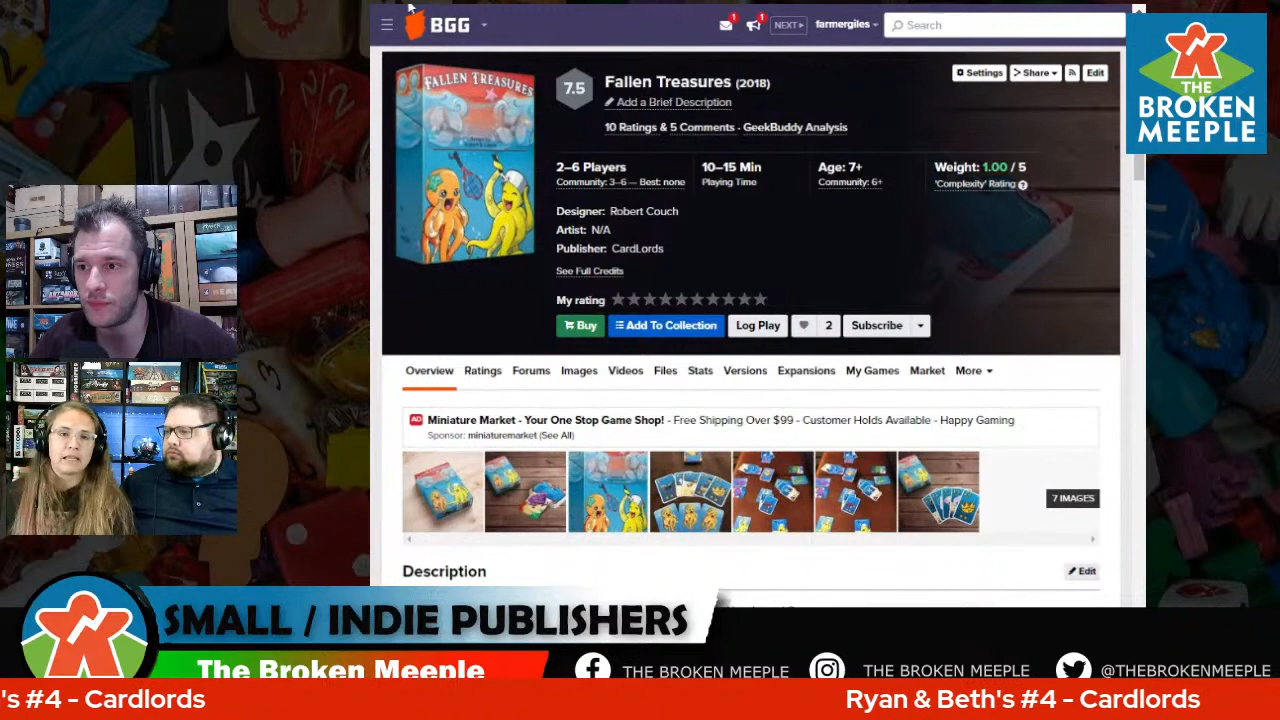 BGG
1
1
NEXT
farmergiles
Search
THE
BROKEN
MEEPLE
FALLEN TREASURES
7.5
Fallen Treasures (2018)
Add a Brief Description
10 Ratings & 5 Comments · GeekBuddy Analysis
Settings
Share
Edit
2–6 Players
Community: 3–6 — Best: none
10–15 Min
Playing Time
Age: 7+
Community: 6+
Weight: 1.00 / 5
'Complexity' Rating
Designer: Robert Couch
Artist: N/A
Publisher: CardLords
See Full Credits
My rating
Buy
Add To Collection
Log Play
2
Subscribe
Overview Ratings Forums Images Videos Files Stats Versions Expansions My Games Market More
AD
Miniature Market - Your One Stop Game Shop! - Free Shipping Over $99 - Customer Holds Available - Happy Gaming
Sponsor: miniaturemarket (See All)
7 IMAGES
Description
Edit
SMALL / INDIE PUBLISHERS
The Broken Meeple
THE BROKEN MEEPLE
THE BROKEN MEEPLE
@THEBROKENMEEPLE
's #4 - Cardlords
Ryan & Beth's #4 - Cardlords